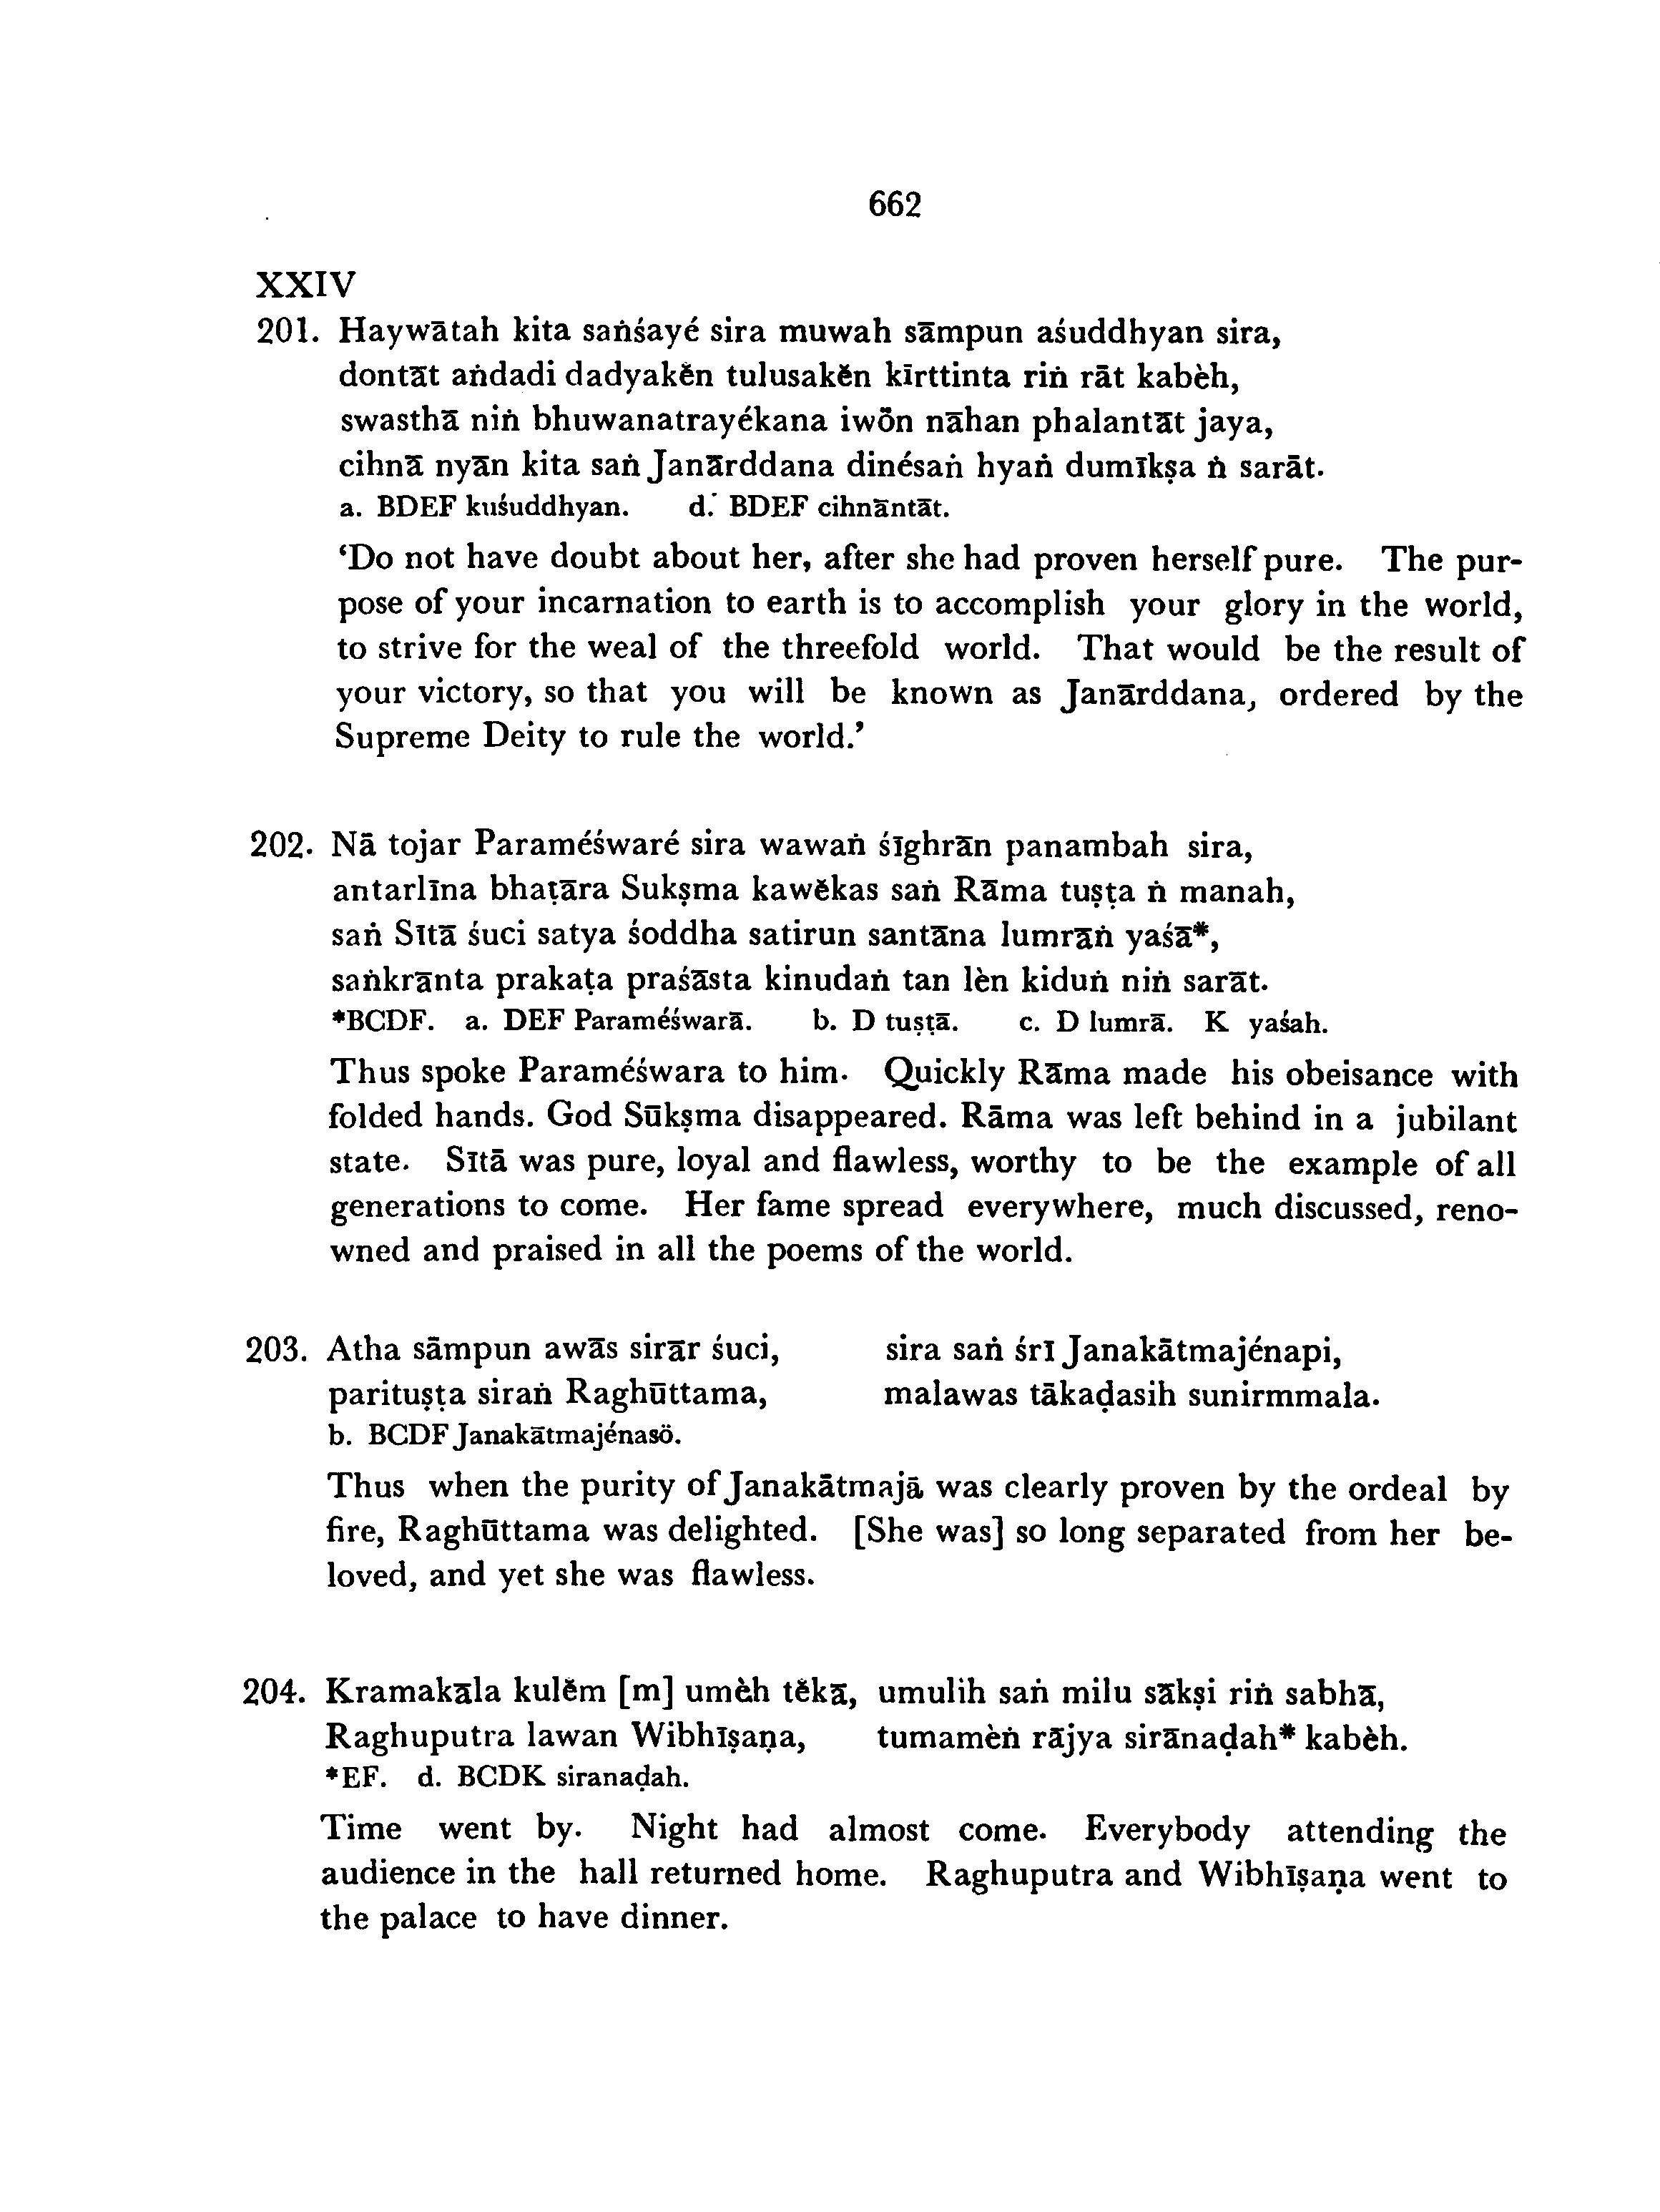 662
XXIV
201. Haywātah kita saṅśayé sira muwah sāmpun aśuddhyan sira,
dontāt aṅdadi dadyakĕn tulusakĕn kīrttinta riṅ rāt kabèh,
swasthā niṅ bhuwanatrayékana iwȫn nāhan phalantāt jaya,
cihnā nyān kita saṅ Janārddana dinésaṅ hyaṅ dumīkṣa ṅ sarāt.
a. BDEF kuśuddhyan. d. BDEF cihnāntāt.
‘Do not have doubt about her, after she had proven herself pure. The pur-
pose of your incarnation to earth is to accomplish your glory in the world,
to strive for the weal of the threefold world. That would be the result of
your victory, so that you will be known as Janārddana, ordered by the
Supreme Deity to rule the world.’
202. Nā tojar Paraméśwaré sira wawaṅ śīghrān panambah sira,
antarlīna bhaṭāra Sukṣma kawĕkas saṅ Rāma tuṣṭa ṅ manah,
saṅ Sītā śuci satya śoddha satirun santāna lumrāṅ yaśā*,
saṅkrānta prakaṭa praśāsta kinudaṅ tan lèn kiduṅ niṅ sarāt.
*BCDF. a. DEF Paraméśwarā. b. D tuṣṭā. c. D lumrā. K yaśah.
Thus spoke Paraméśwara to him. Quickly Rāma made his obeisance with
folded hands. God Sūkṣma disappeared. Rāma was left behind in a jubilant
state. Sītā was pure, loyal and flawless, worthy to be the example of all
generations to come. Her fame spread everywhere, much discussed, reno-
wned and praised in all the poems of the world.
203. Atha sāmpun awās sirār śuci, sira saṅ śrī Janakātmajénapi,
parituṣṭa siraṅ Raghūttama, malawas tākaḍasih sunirmmala.
b. BCDF Janakātmajénasö.
Thus when the purity of Janakātmajā was clearly proven by the ordeal by
fire, Raghūttama was delighted. [She was] so long separated from her be-
loved, and yet she was flawless.
204. Kramakāla kulĕm [m] umèh tĕkā, umulih saṅ milu sākṣi riṅ sabhā,
Raghuputra lawan Wibhīṣaṇa, tumamèṅ rājya sirānaḍah* kabèh.
*EF. d. BCDK siranaḍah.
Time went by. Night had almost come. Everybody attending the
audience in the hall returned home. Raghuputra and Wibhīṣaṇa went to
the palace to have dinner.